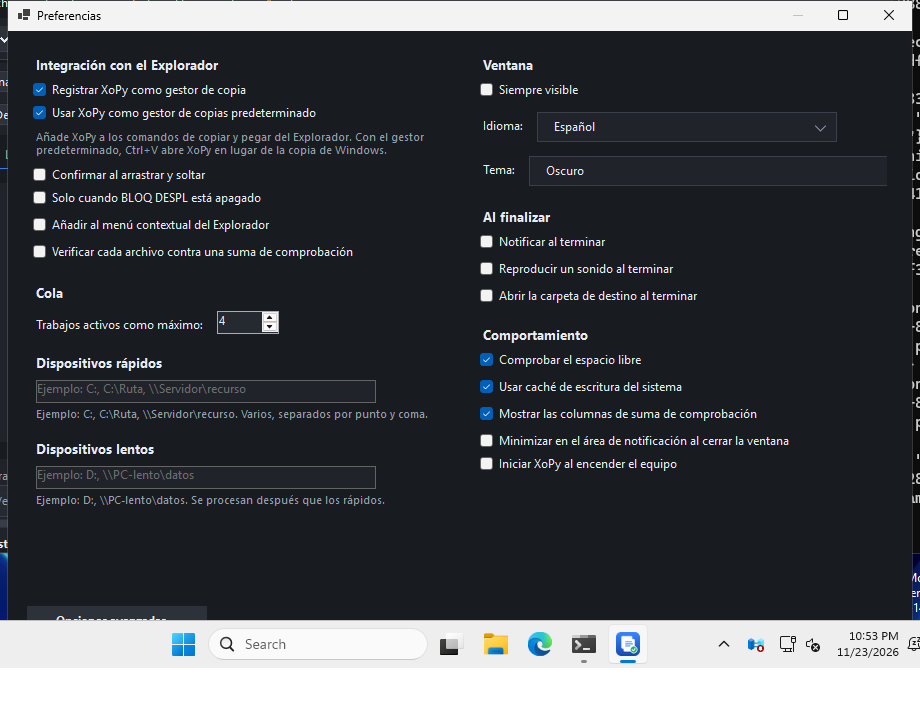 Preferencias
Integración con el Explorador
Registrar XoPy como gestor de copia
Usar XoPy como gestor de copias predeterminado
Añade XoPy a los comandos de copiar y pegar del Explorador. Con el gestor
predeterminado, Ctrl+V abre XoPy en lugar de la copia de Windows.
Confirmar al arrastrar y soltar
Solo cuando BLOQ DESPL está apagado
Añadir al menú contextual del Explorador
Verificar cada archivo contra una suma de comprobación
Cola
Trabajos activos como máximo: 4
Dispositivos rápidos
Ejemplo: C:, C:\Ruta, \\Servidor\recurso
Ejemplo: C:, C:\Ruta, \\Servidor\recurso. Varios, separados por punto y coma.
Dispositivos lentos
Ejemplo: D:, \\PC-lento\datos
Ejemplo: D:, \\PC-lento\datos. Se procesan después que los rápidos.
Ventana
Siempre visible
Idioma: Español
Tema: Oscuro
Al finalizar
Notificar al terminar
Reproducir un sonido al terminar
Abrir la carpeta de destino al terminar
Comportamiento
Comprobar el espacio libre
Usar caché de escritura del sistema
Mostrar las columnas de suma de comprobación
Minimizar en el área de notificación al cerrar la ventana
Iniciar XoPy al encender el equipo
Search
10:53 PM
11/23/2026